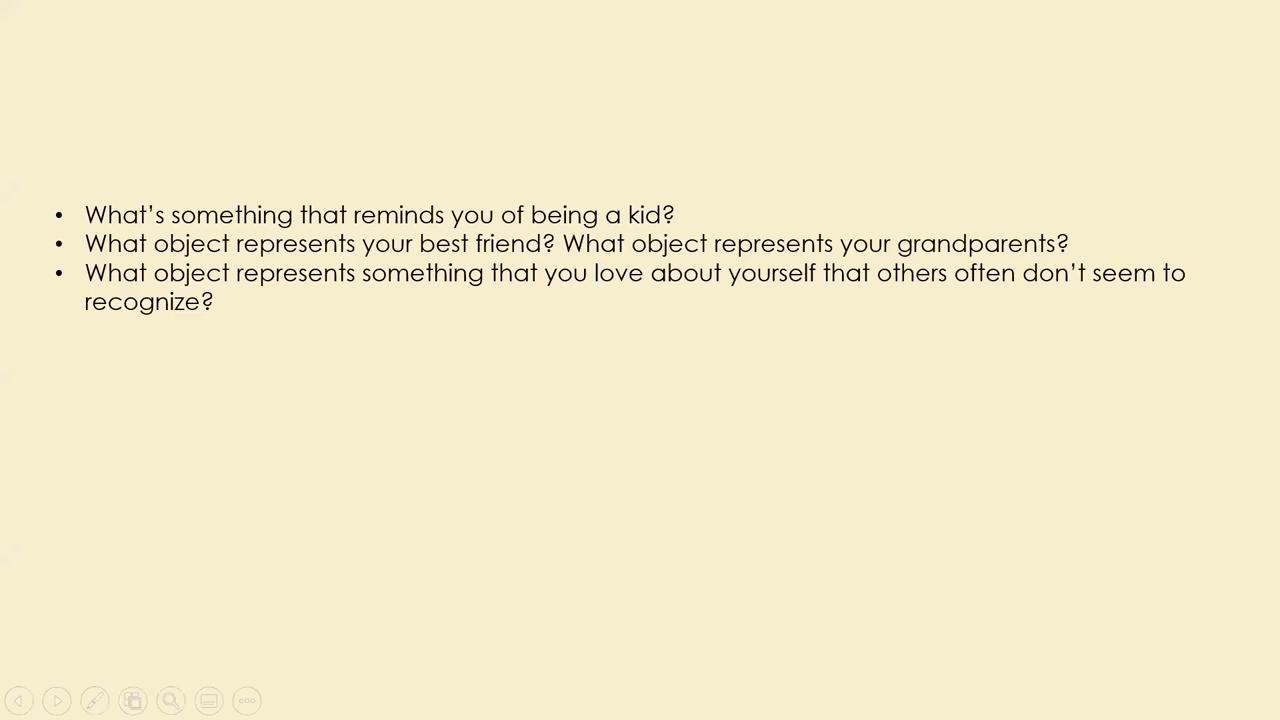 • What’s something that reminds you of being a kid?
• What object represents your best friend? What object represents your grandparents?
• What object represents something that you love about yourself that others often don’t seem to
recognize?